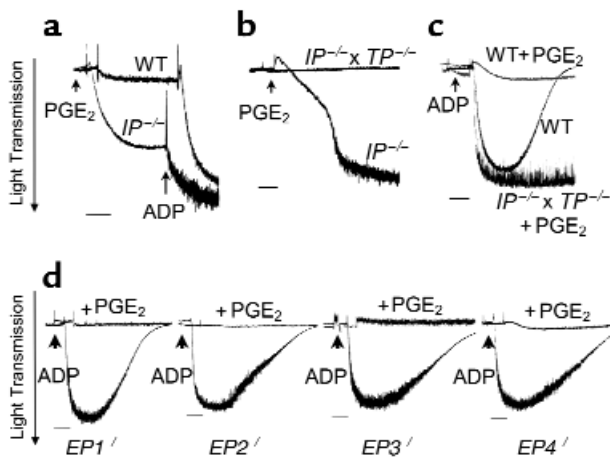 a
b
c
d
Light Transmission
WT
PGE2
IP−/−
ADP
IP−/− x TP−/−
PGE2
IP−/−
WT+PGE2
ADP
WT
IP−/− x TP−/−
+ PGE2
Light Transmission
+PGE2
ADP
EP1 /
+ PGE2
ADP
EP2 /
+PGE2
ADP
EP3 /
+ PGE2
ADP
EP4 /